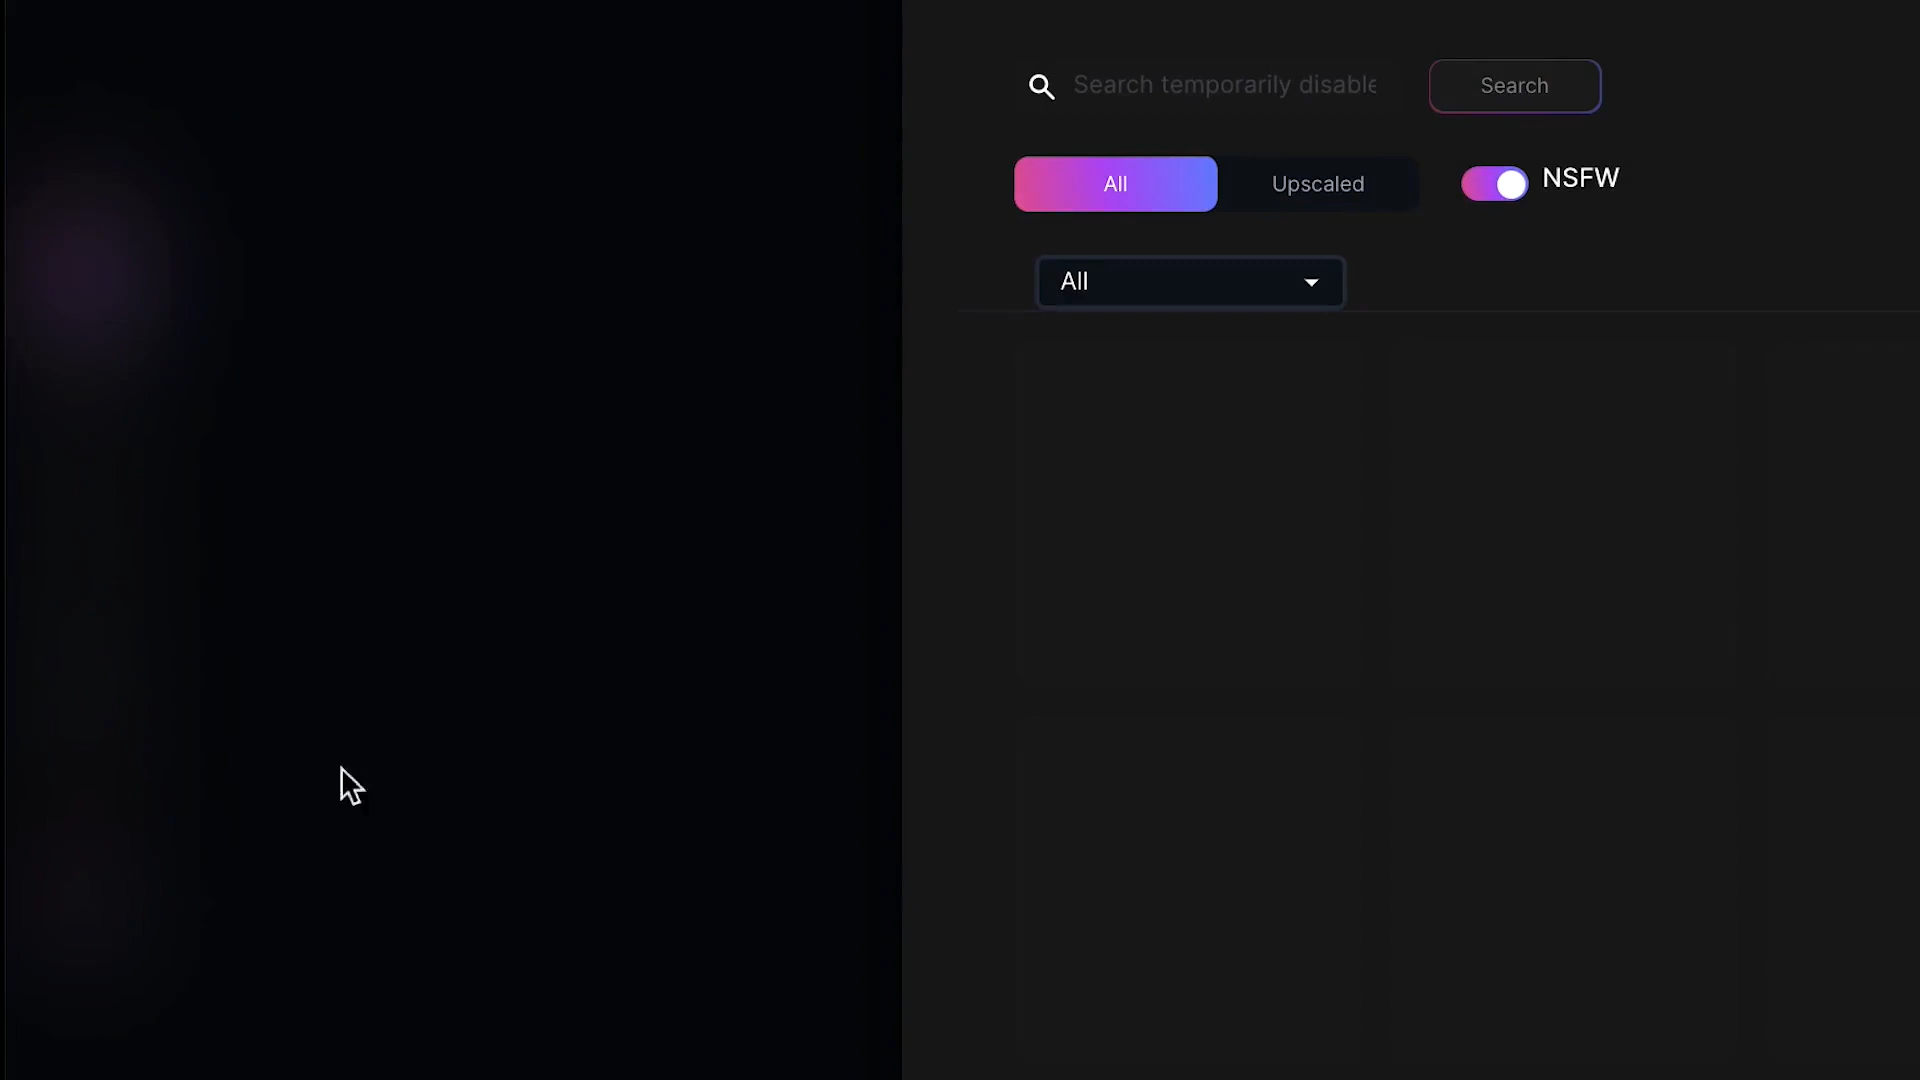 Search temporarily disable
Search
All
Upscaled
NSFW
All